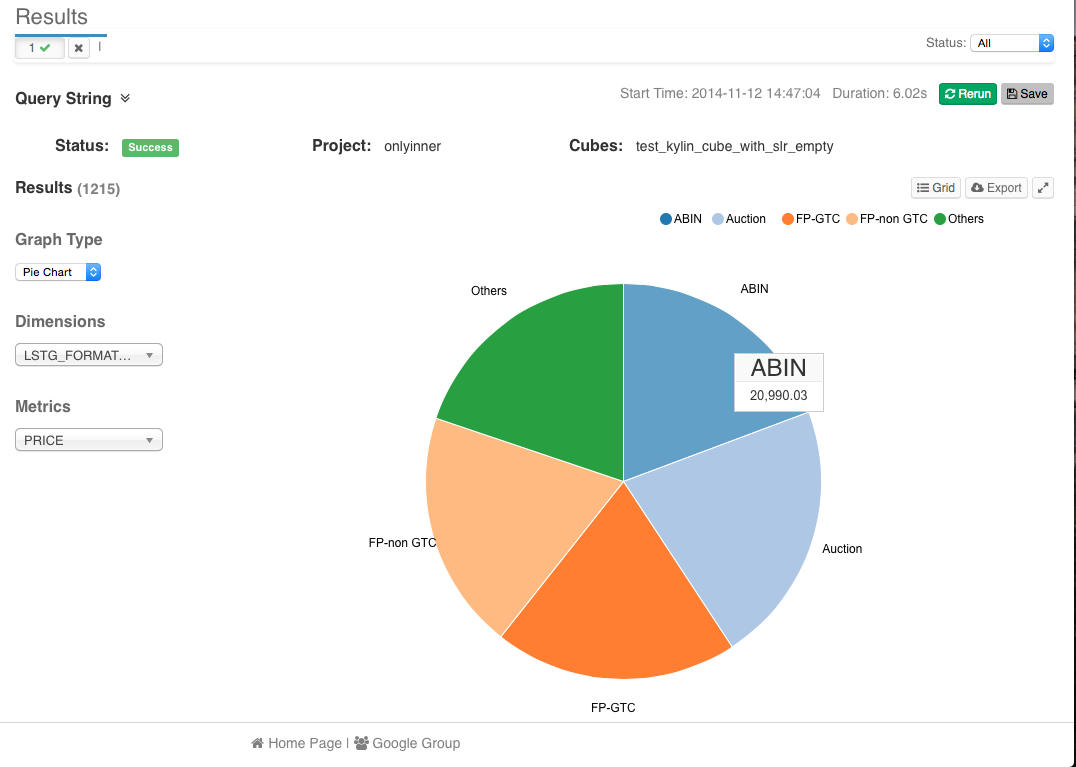 Results
1
Status: All
Query String
Start Time: 2014-11-12 14:47:04 Duration: 6.02s Rerun Save
Status: Success Project: onlyinner Cubes: test_kylin_cube_with_slr_empty
Results (1215)
Grid Export
ABIN Auction FP-GTC FP-non GTC Others
Graph Type
Pie Chart
Dimensions
LSTG_FORMAT...
Metrics
PRICE
Others
ABIN
ABIN
20,990.03
FP-non GTC
Auction
FP-GTC
Home Page | Google Group